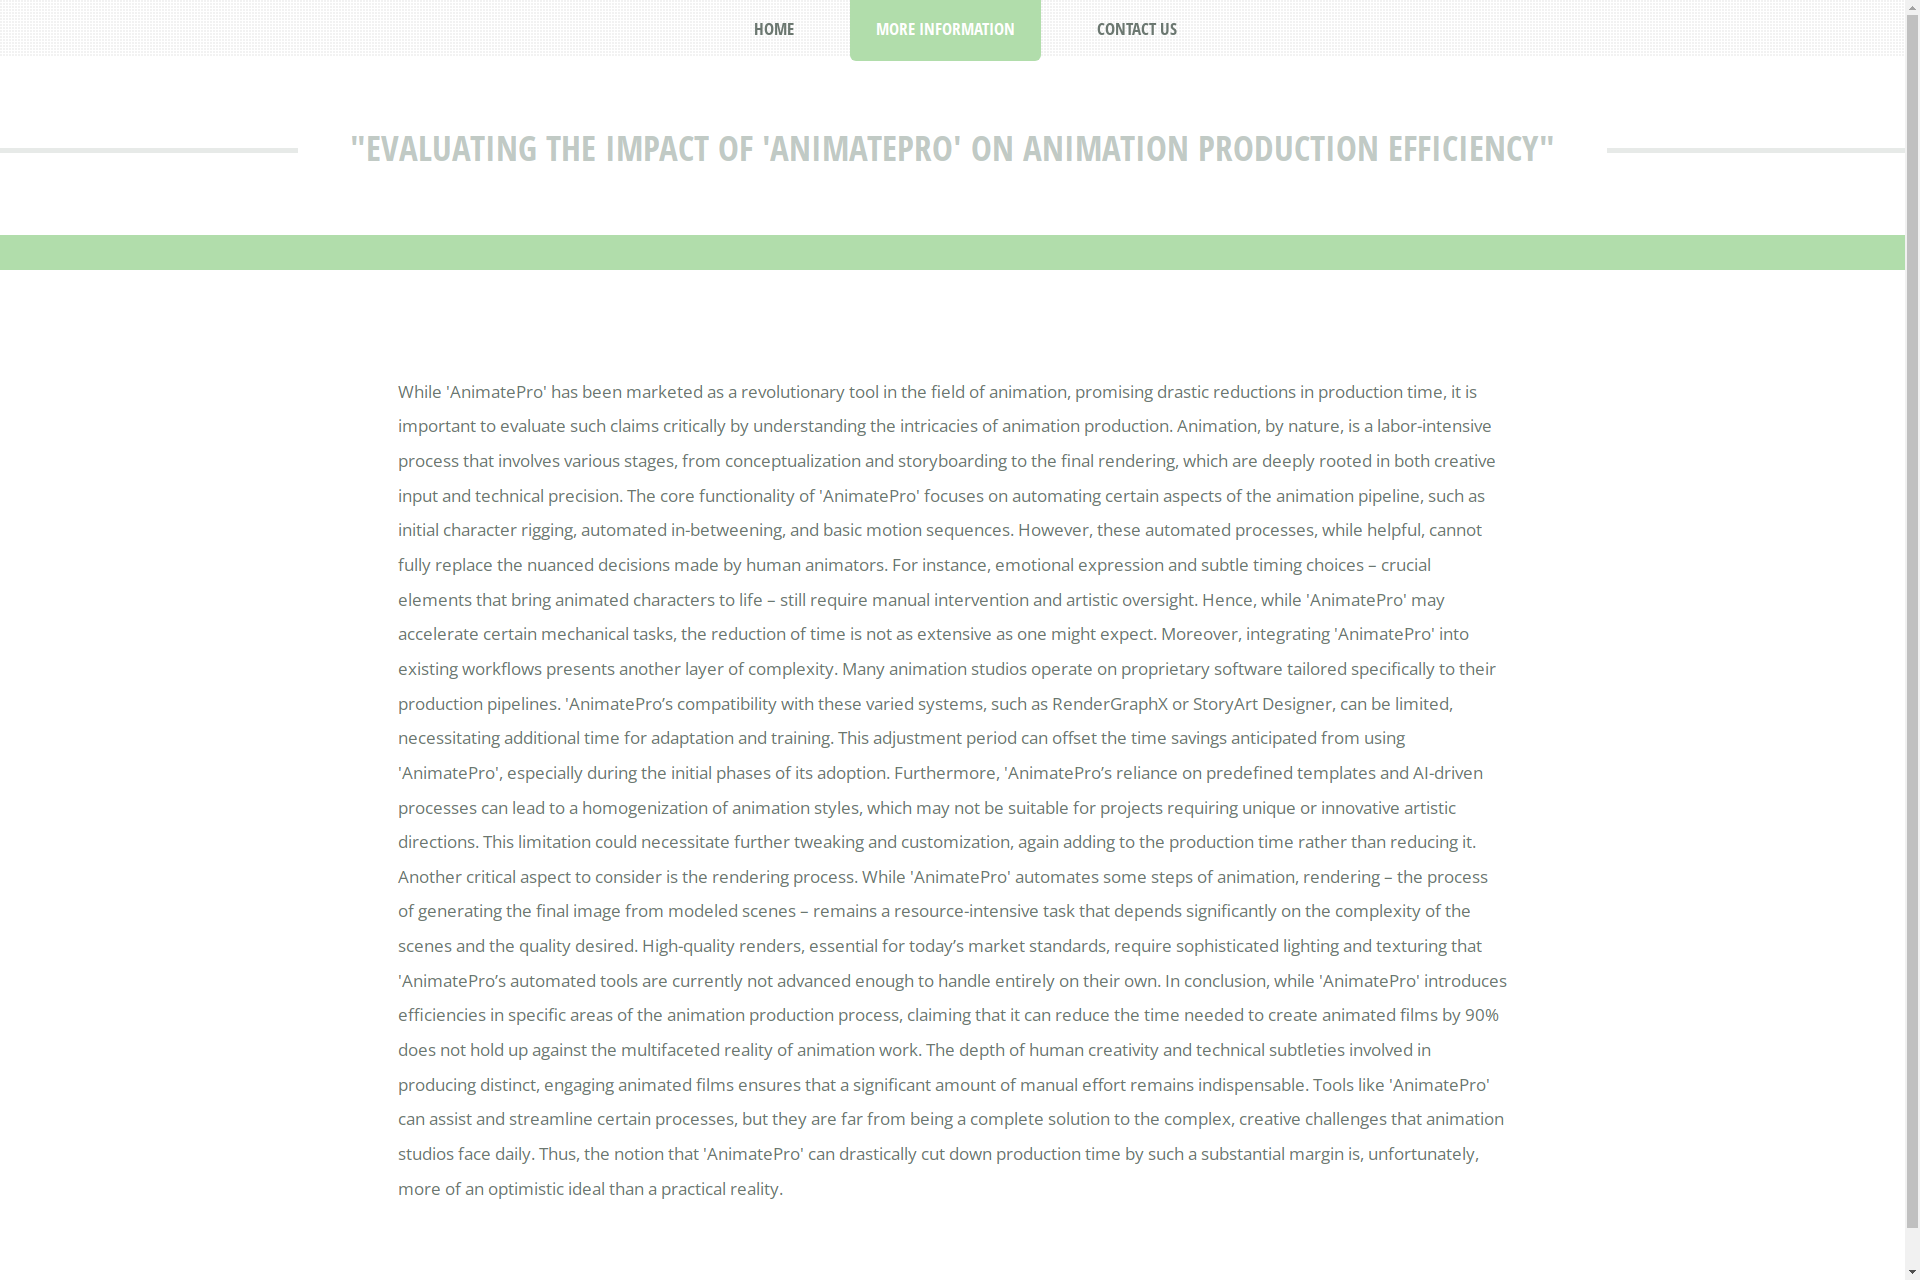 HOME
MORE INFORMATION
CONTACT US
"EVALUATING THE IMPACT OF 'ANIMATEPRO' ON ANIMATION PRODUCTION EFFICIENCY"
While 'AnimatePro' has been marketed as a revolutionary tool in the field of animation, promising drastic reductions in production time, it is
important to evaluate such claims critically by understanding the intricacies of animation production. Animation, by nature, is a labor-intensive
process that involves various stages, from conceptualization and storyboarding to the final rendering, which are deeply rooted in both creative
input and technical precision. The core functionality of 'AnimatePro' focuses on automating certain aspects of the animation pipeline, such as
initial character rigging, automated in-betweening, and basic motion sequences. However, these automated processes, while helpful, cannot
fully replace the nuanced decisions made by human animators. For instance, emotional expression and subtle timing choices – crucial
elements that bring animated characters to life – still require manual intervention and artistic oversight. Hence, while 'AnimatePro' may
accelerate certain mechanical tasks, the reduction of time is not as extensive as one might expect. Moreover, integrating 'AnimatePro' into
existing workflows presents another layer of complexity. Many animation studios operate on proprietary software tailored specifically to their
production pipelines. 'AnimatePro’s compatibility with these varied systems, such as RenderGraphX or StoryArt Designer, can be limited,
necessitating additional time for adaptation and training. This adjustment period can offset the time savings anticipated from using
'AnimatePro', especially during the initial phases of its adoption. Furthermore, 'AnimatePro’s reliance on predefined templates and AI-driven
processes can lead to a homogenization of animation styles, which may not be suitable for projects requiring unique or innovative artistic
directions. This limitation could necessitate further tweaking and customization, again adding to the production time rather than reducing it.
Another critical aspect to consider is the rendering process. While 'AnimatePro' automates some steps of animation, rendering – the process
of generating the final image from modeled scenes – remains a resource-intensive task that depends significantly on the complexity of the
scenes and the quality desired. High-quality renders, essential for today’s market standards, require sophisticated lighting and texturing that
'AnimatePro’s automated tools are currently not advanced enough to handle entirely on their own. In conclusion, while 'AnimatePro' introduces
efficiencies in specific areas of the animation production process, claiming that it can reduce the time needed to create animated films by 90%
does not hold up against the multifaceted reality of animation work. The depth of human creativity and technical subtleties involved in
producing distinct, engaging animated films ensures that a significant amount of manual effort remains indispensable. Tools like 'AnimatePro'
can assist and streamline certain processes, but they are far from being a complete solution to the complex, creative challenges that animation
studios face daily. Thus, the notion that 'AnimatePro' can drastically cut down production time by such a substantial margin is, unfortunately,
more of an optimistic ideal than a practical reality.